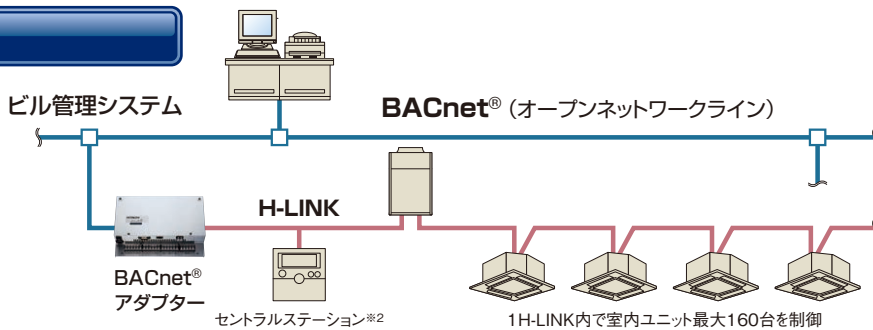 ビル管理システム
BACnet®（オープンネットワークライン）
H-LINK
BACnet®
アダプター
セントラルステーション※2
1H-LINK内で室内ユニット最大160台を制御